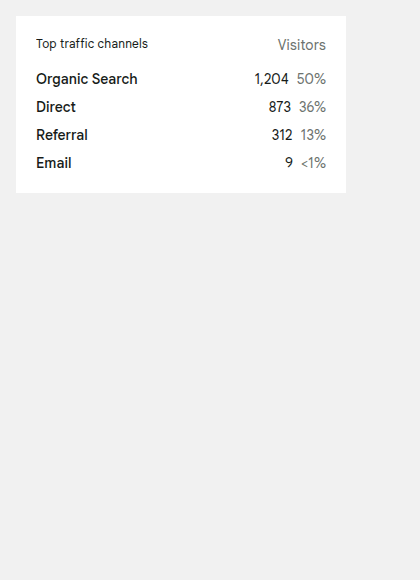 Top traffic channels Visitors
Organic Search 1,204 50%
Direct 873 36%
Referral 312 13%
Email 9 <1%